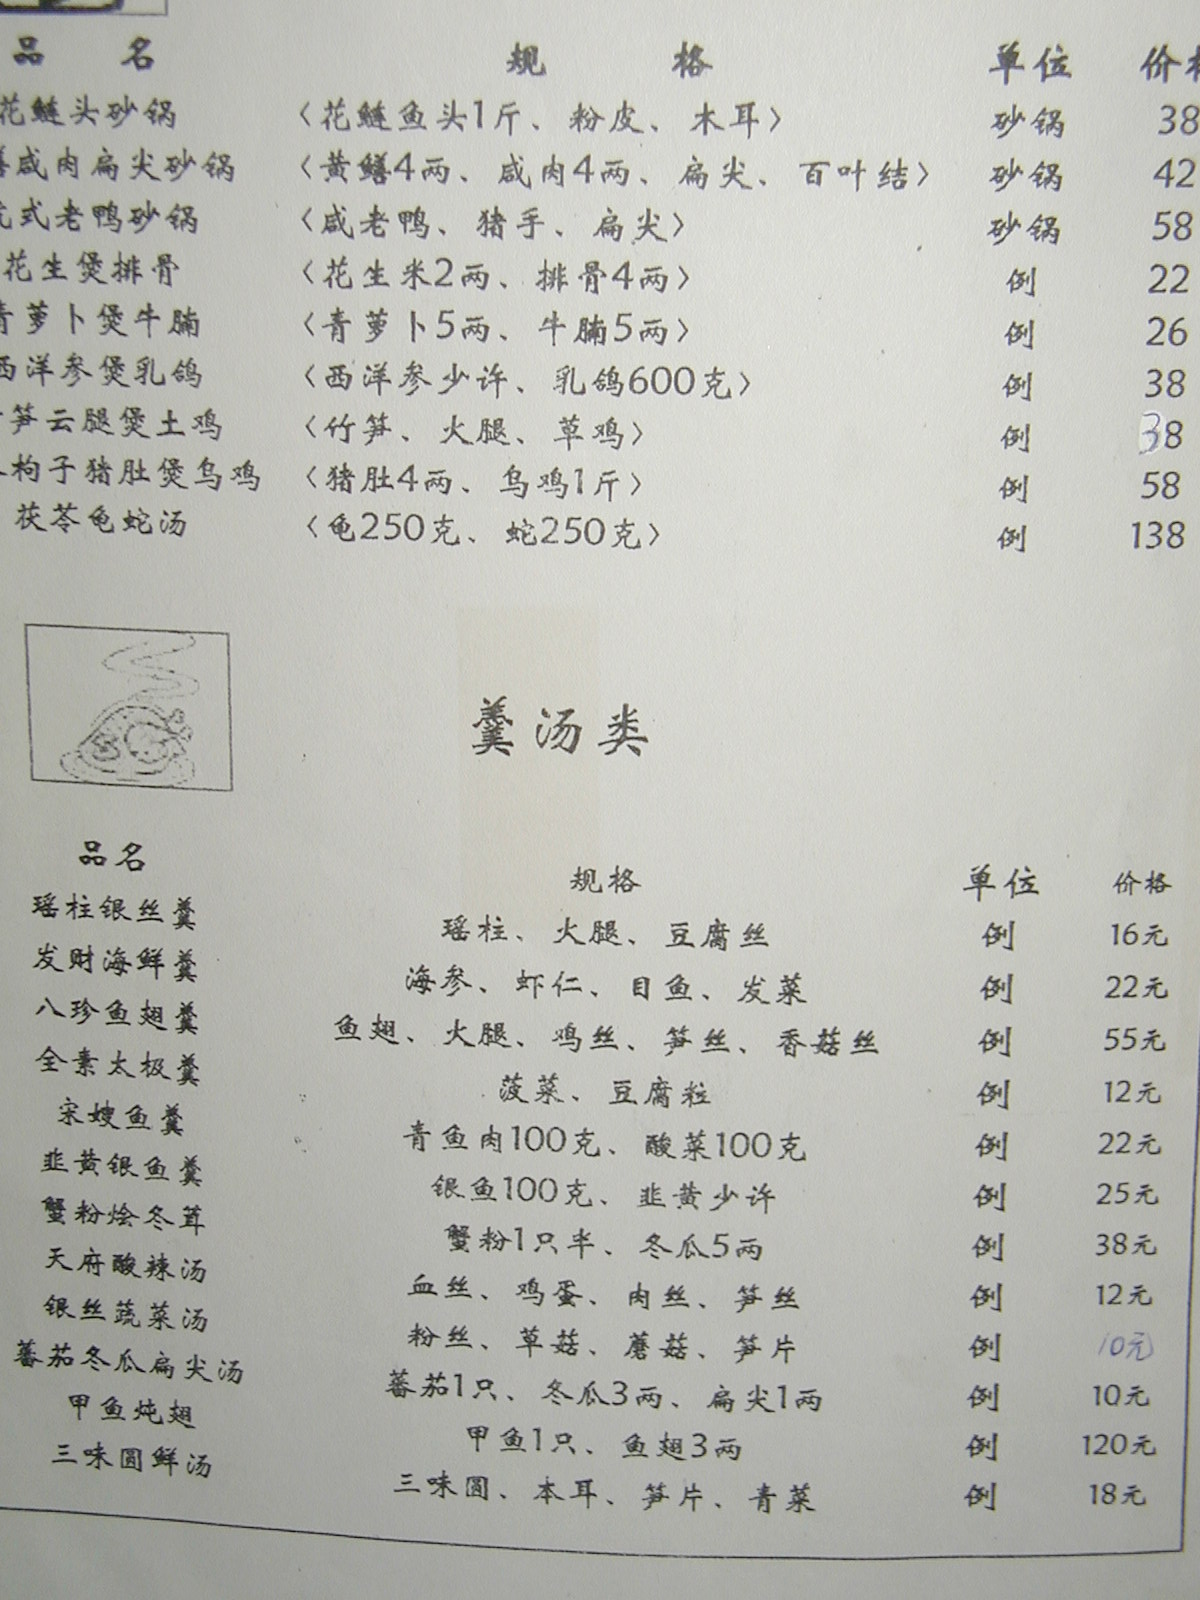 品 名 规 格 单位 价格
花鲢头砂锅 〈花鲢鱼头1斤、粉皮、木耳〉 砂锅 38
鳝咸肉扁尖砂锅 〈黄鳝4两、咸肉4两、扁尖、百叶结〉 砂锅 42
式老鸭砂锅 〈咸老鸭、猪手、扁尖〉 砂锅 58
花生煲排骨 〈花生米2两、排骨4两〉 例 22
青萝卜煲牛腩 〈青萝卜5两、牛腩5两〉 例 26
西洋参煲乳鸽 〈西洋参少许、乳鸽600克〉 例 38
笋云腿煲土鸡 〈竹笋、火腿、草鸡〉 例 38
枸子猪肚煲乌鸡 〈猪肚4两、乌鸡1斤〉 例 58
茯苓龟蛇汤 〈龟250克、蛇250克〉 例 138
羹汤类
品名 规格 单位 价格
瑶柱银丝羹 瑶柱、火腿、豆腐丝 例 16元
发财海鲜羹 海参、虾仁、目鱼、发菜 例 22元
八珍鱼翅羹 鱼翅、火腿、鸡丝、笋丝、香菇丝 例 55元
全素太极羹 菠菜、豆腐粒 例 12元
宋嫂鱼羹 青鱼肉100克、酸菜100克 例 22元
韭黄银鱼羹 银鱼100克、韭黄少许 例 25元
蟹粉烩冬茸 蟹粉1只半、冬瓜5两 例 38元
天府酸辣汤 血丝、鸡蛋、肉丝、笋丝 例 12元
银丝蔬菜汤 粉丝、草菇、蘑菇、笋片 例 10元
蕃茄冬瓜扁尖汤 蕃茄1只、冬瓜3两、扁尖1两 例 10元
甲鱼炖翅 甲鱼1只、鱼翅3两 例 120元
三味圆鲜汤 三味圆、本耳、笋片、青菜 例 18元